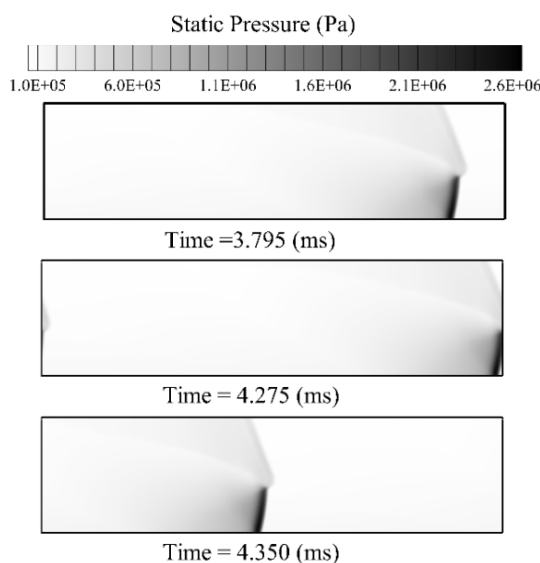 Static Pressure (Pa)
1.0E+05 6.0E+05 1.1E+06 1.6E+06 2.1E+06 2.6E+06
Time =3.795 (ms)
Time = 4.275 (ms)
Time = 4.350 (ms)